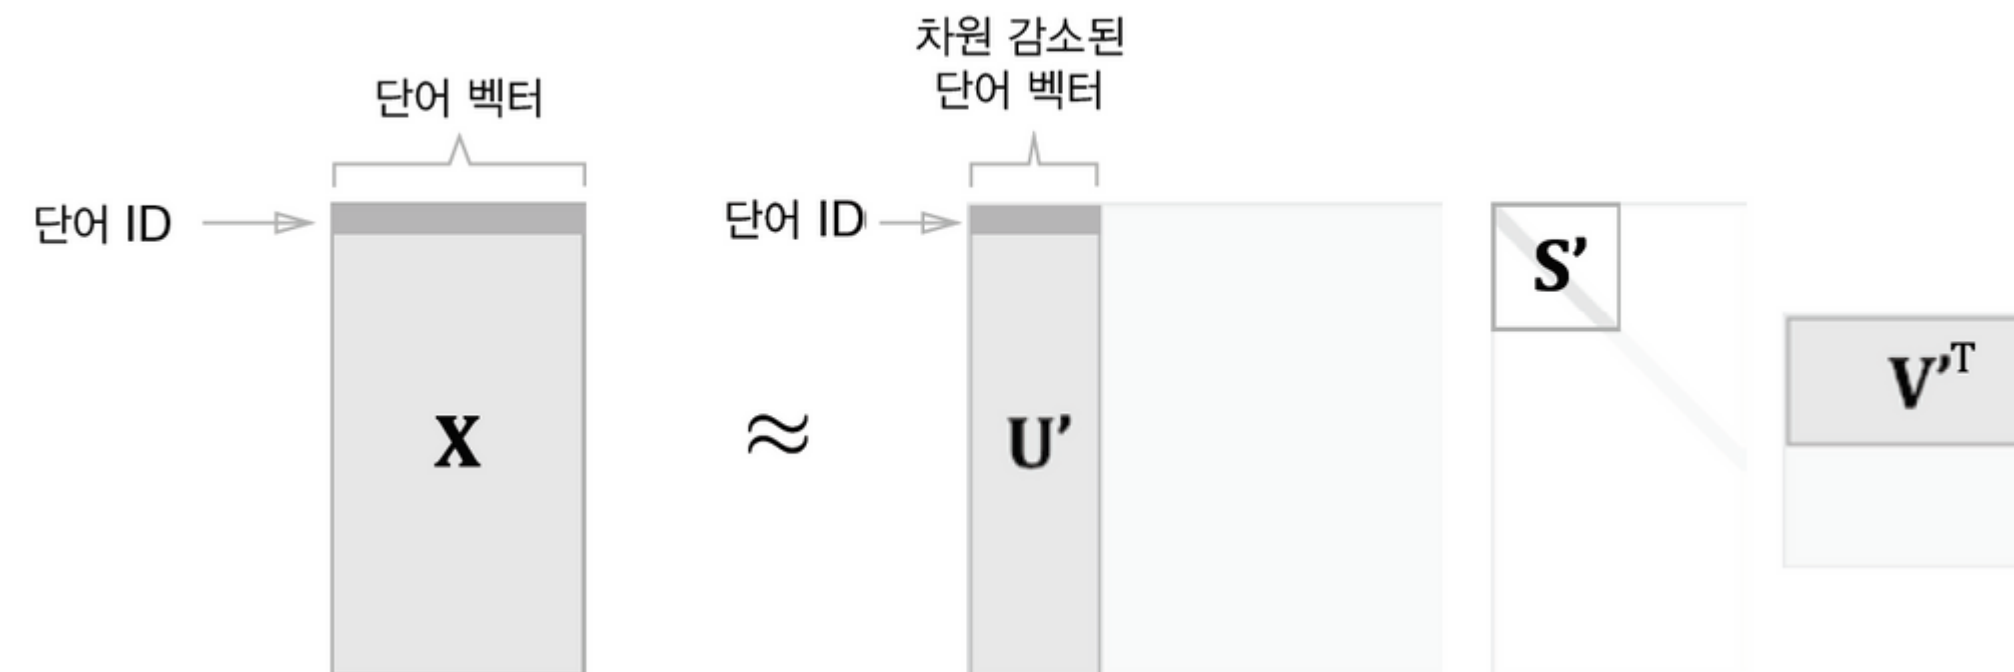 차원 감소된
단어 벡터
단어 벡터
단어 ID
단어 ID
S’
V’ᵀ
X
≈
U’